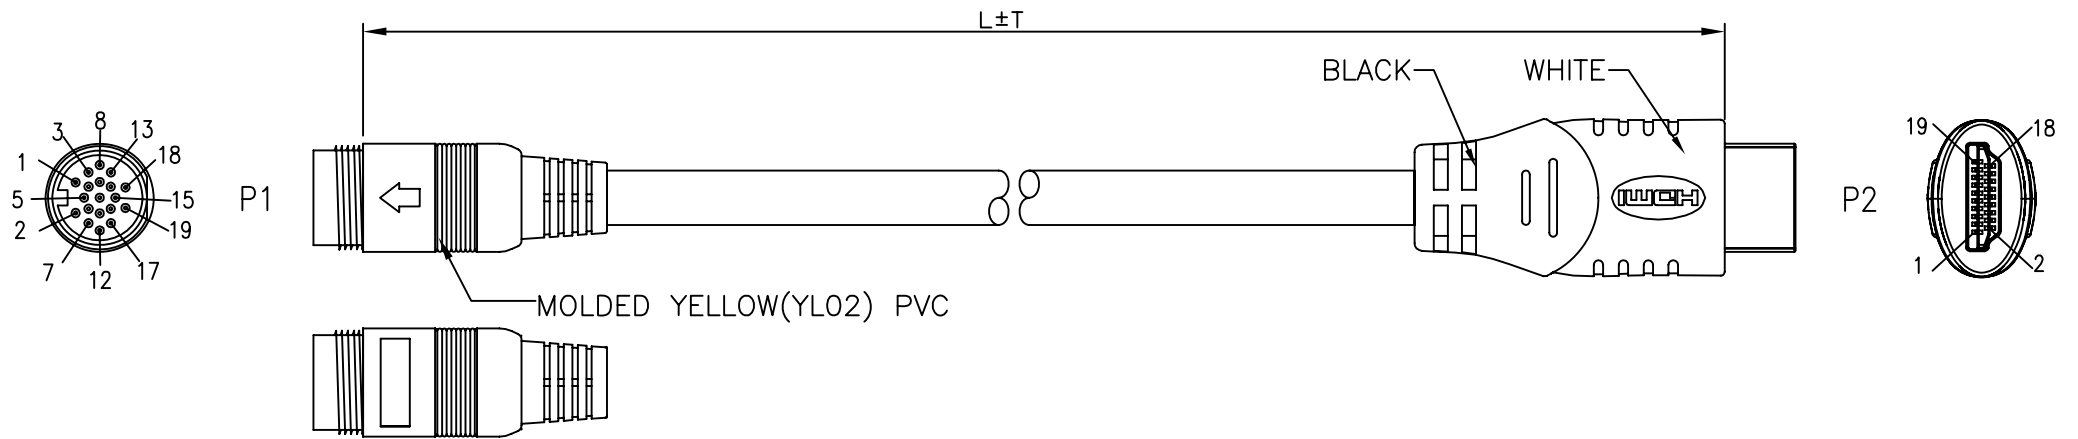 L±T
BLACK
WHITE
8
3
13
1
18
5
15
2
19
7
12
17
P1
HDMI
P2
19
18
1
2
MOLDED YELLOW(YL02) PVC